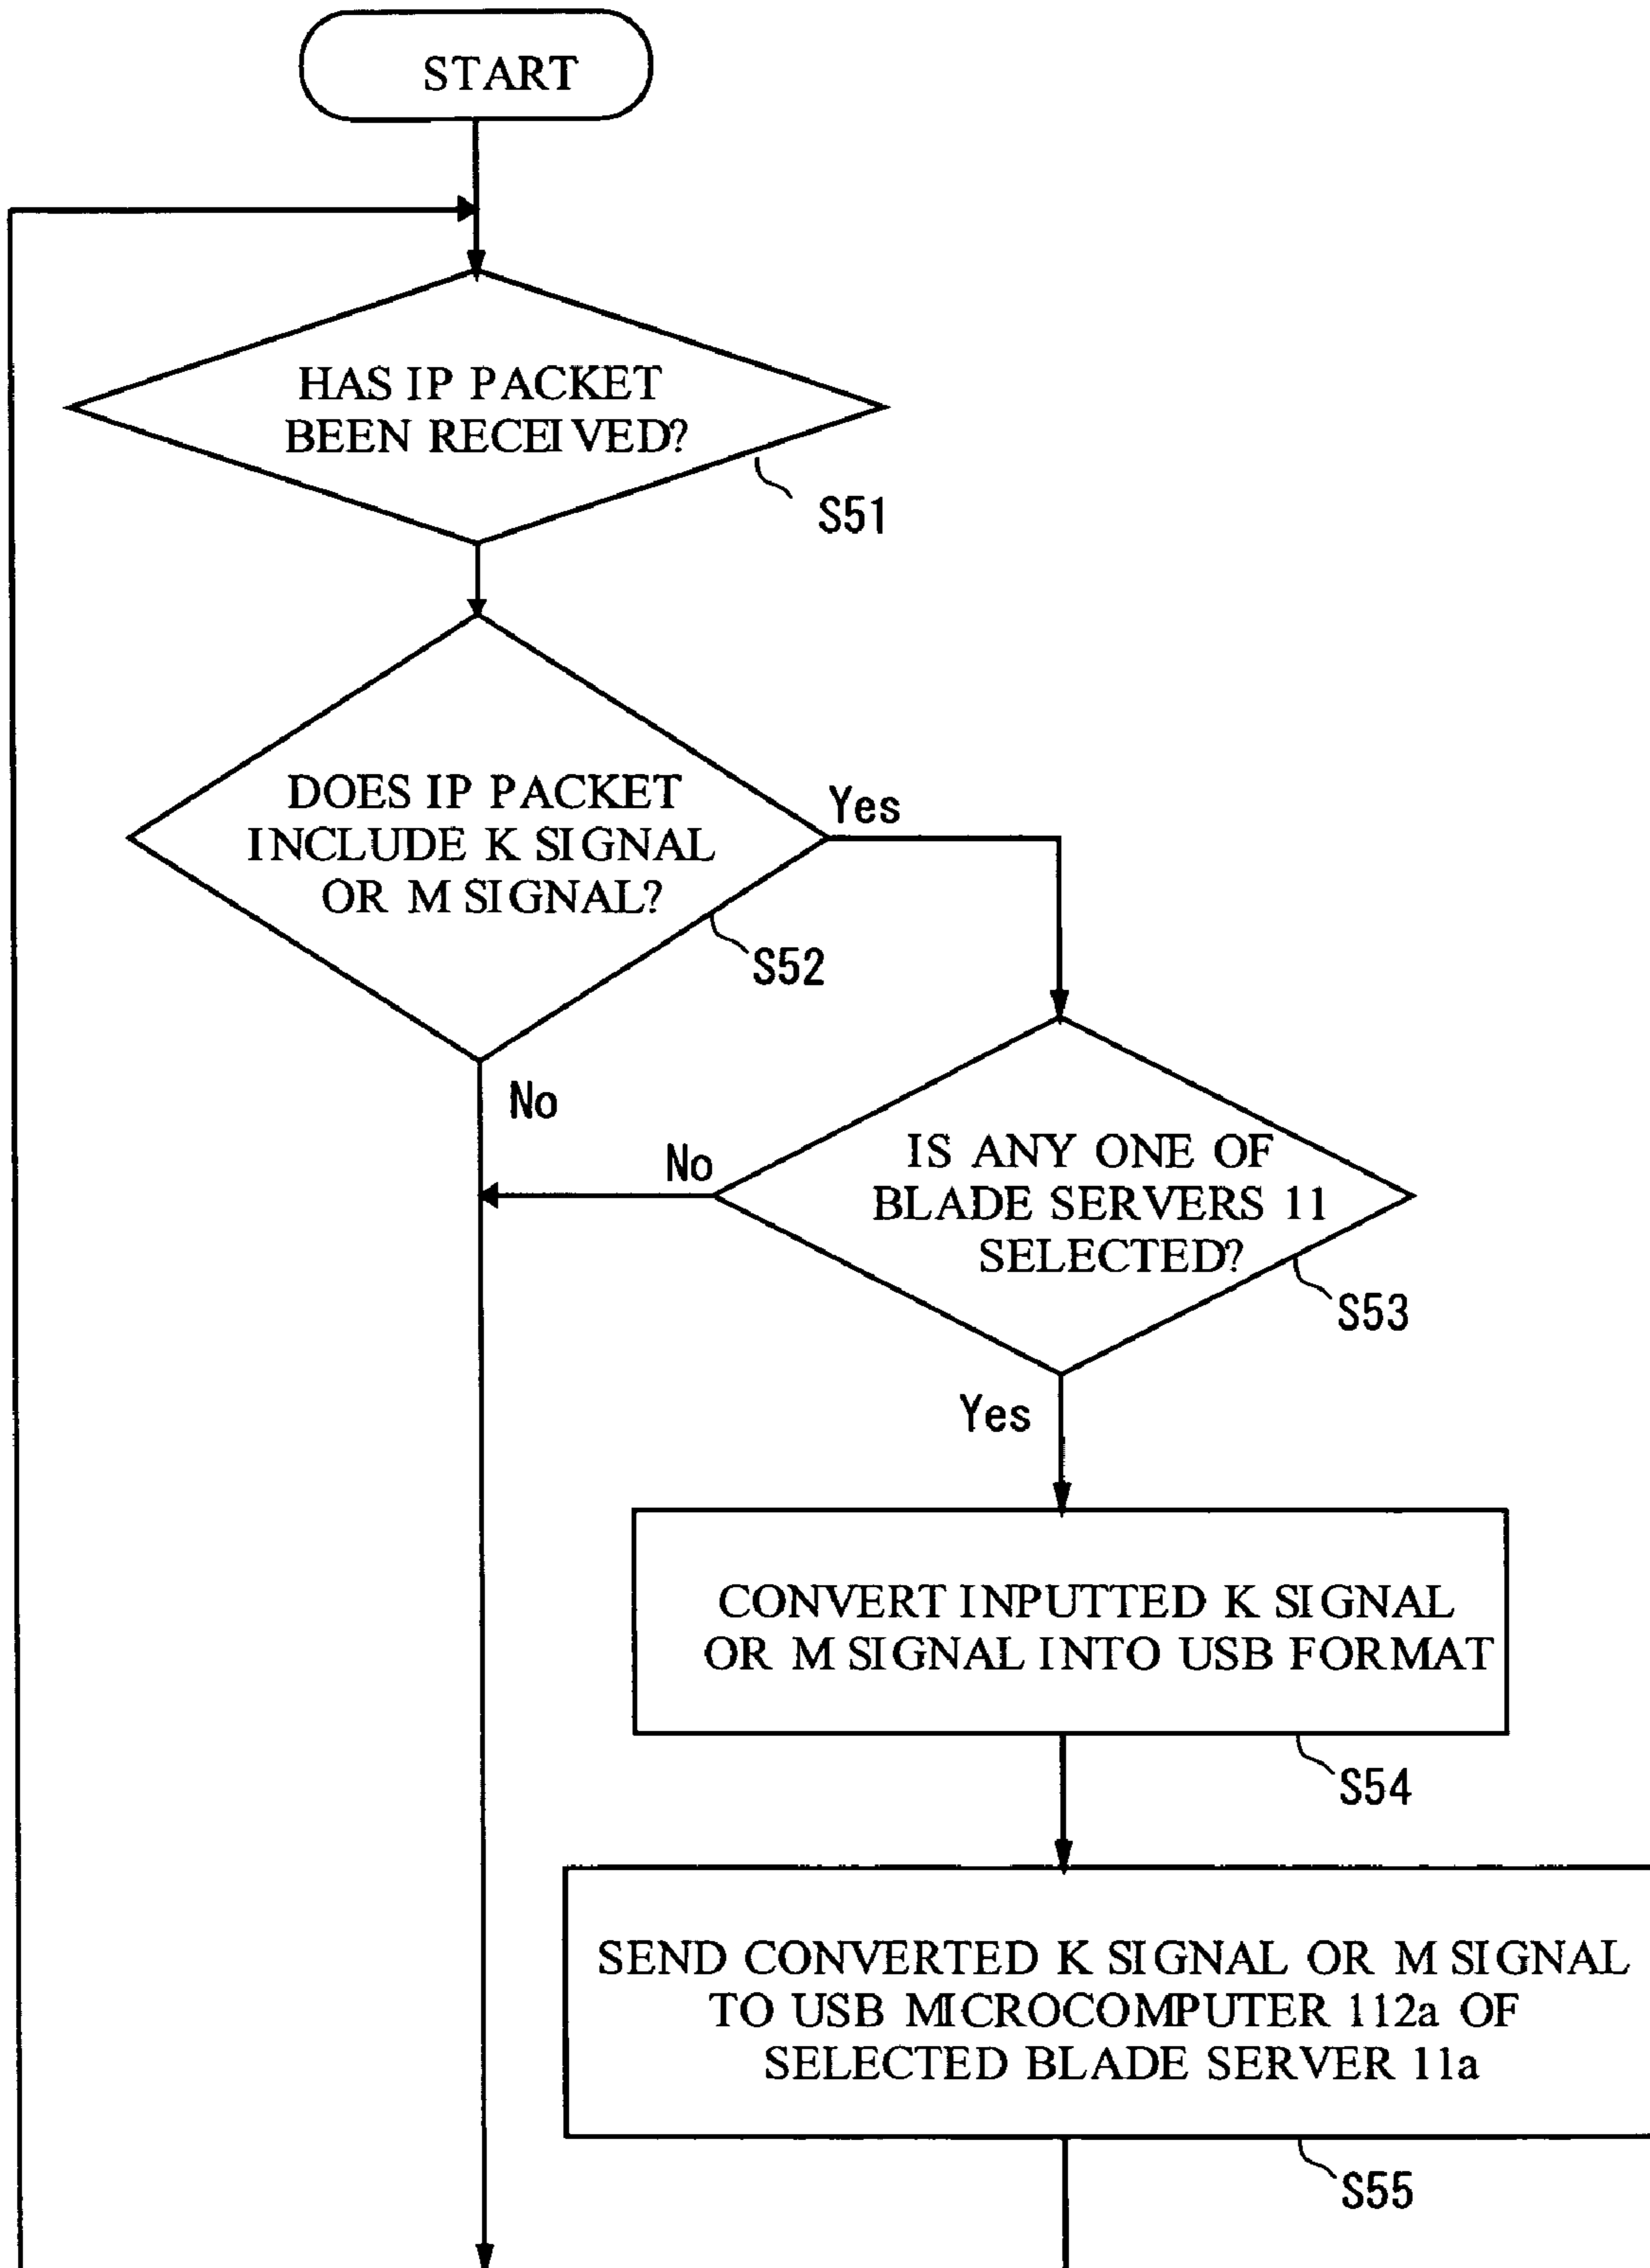 START
HAS IP PACKET
BEEN RECEIVED?
S51
DOES IP PACKET
INCLUDE K SIGNAL
OR M SIGNAL?
Yes
S52
No
IS ANY ONE OF
BLADE SERVERS 11
SELECTED?
No
S53
Yes
CONVERT INPUTTED K SIGNAL
OR M SIGNAL INTO USB FORMAT
S54
SEND CONVERTED K SIGNAL OR M SIGNAL
TO USB MICROCOMPUTER 112a OF
SELECTED BLADE SERVER 11a
S55